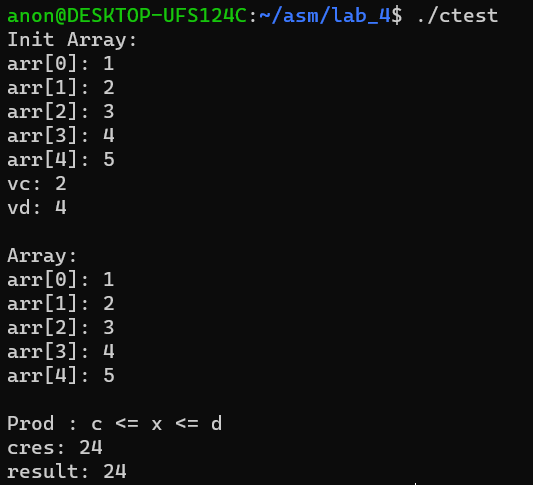 anon@DESKTOP-UFS124C:~/asm/lab_4$ ./ctest
Init Array:
arr[0]: 1
arr[1]: 2
arr[2]: 3
arr[3]: 4
arr[4]: 5
vc: 2
vd: 4
Array:
arr[0]: 1
arr[1]: 2
arr[2]: 3
arr[3]: 4
arr[4]: 5
Prod : c <= x <= d
cres: 24
result: 24